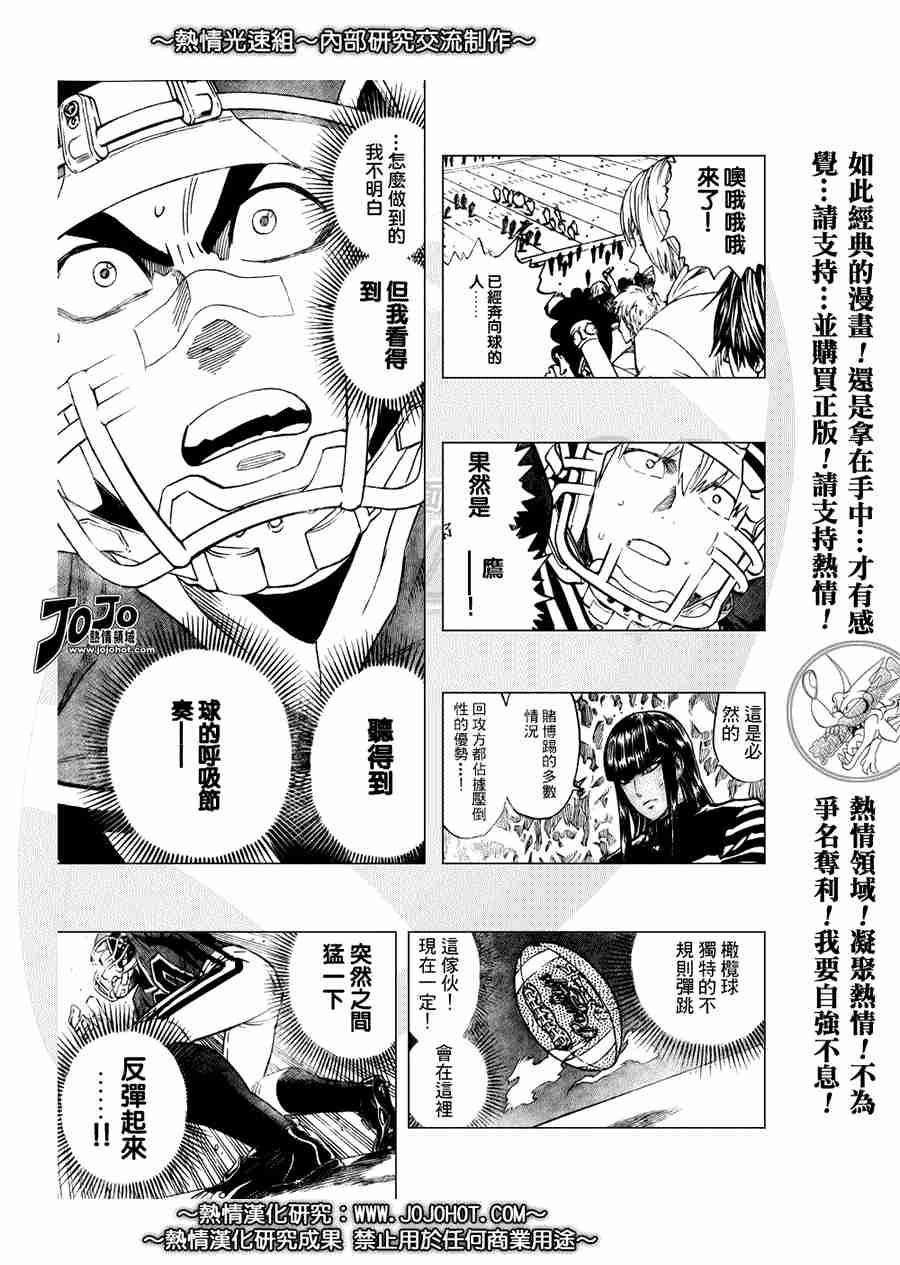 ～熱情光速組～內部研究交流制作～
噢哦哦哦
來了！
已經奔向球的
人……
果然是
鷹
——！
這是必
然的
賭博踢的多數
情況
回攻方都佔據壓倒
性的優勢…！
…怎麼做到的
我不明白
但我看得
到
聽得到
球的呼吸節
奏——
橄欖球
獨特的不
規則彈跳
這傢伙！
現在一定！
會在這裡
突然之間
猛一下
反彈起來
……!!
如此經典的漫畫！還是拿在手中…才有感
覺…請支持…並購買正版！請支持熱情！
熱情領域！凝聚熱情！不為
爭名奪利！我要自強不息！
JOJO
熱情領域
www.jojohot.com
～熱情漢化研究：WWW.JOJOHOT.COM～
～熱情漢化研究成果 禁止用於任何商業用途～